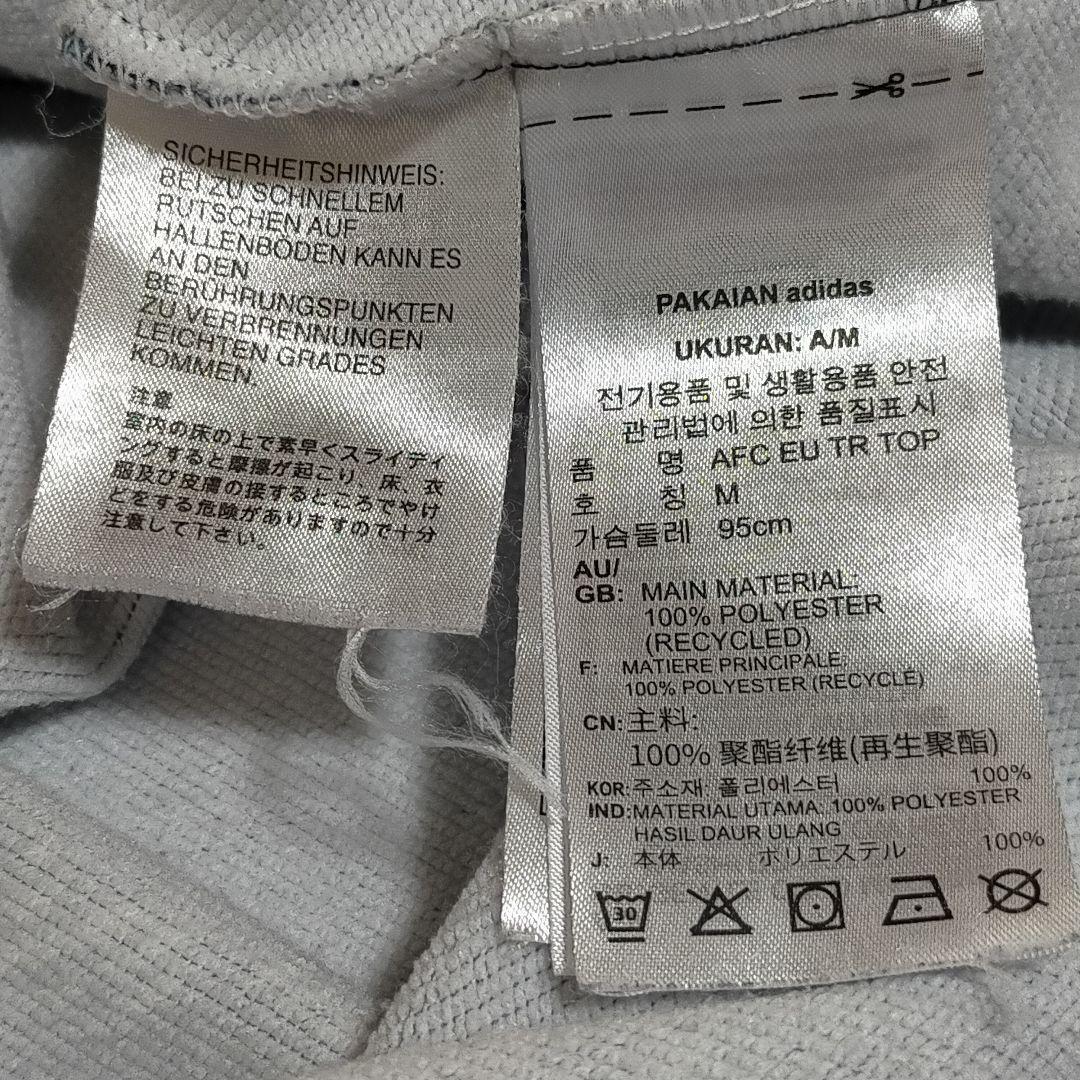 SICHERHEITSHINWEIS:
BEI ZU SCHNELLEM
RUTSCHEN AUF
HALLENBODEN KANN ES
AN DEN
BERÜHRUNGSPUNKTEN
ZU VERBRENNUNGEN
LEICHTEN GRADES
KOMMEN.
注意
室内の床の上で素早くスライディ
ングすると摩擦が起こり、床、衣
服及び皮膚の接するところでやけ
どをする危険がありますので十分
注意して下さい。
PAKAIAN adidas
UKURAN: A/M
전기용품 및 생활용품 안전
관리법에 의한 품질표시
품 명 AFC EU TR TOP
호 칭 M
가슴둘레 95cm
AU/
GB: MAIN MATERIAL:
100% POLYESTER
(RECYCLED)
F: MATIERE PRINCIPALE:
100% POLYESTER (RECYCLE)
CN: 主料:
100% 聚酯纤维(再生聚酯)
KOR: 주소재: 폴리에스터 100%
IND: MATERIAL UTAMA: 100% POLYESTER
HASIL DAUR ULANG
J: 本体 ポリエステル 100%
30